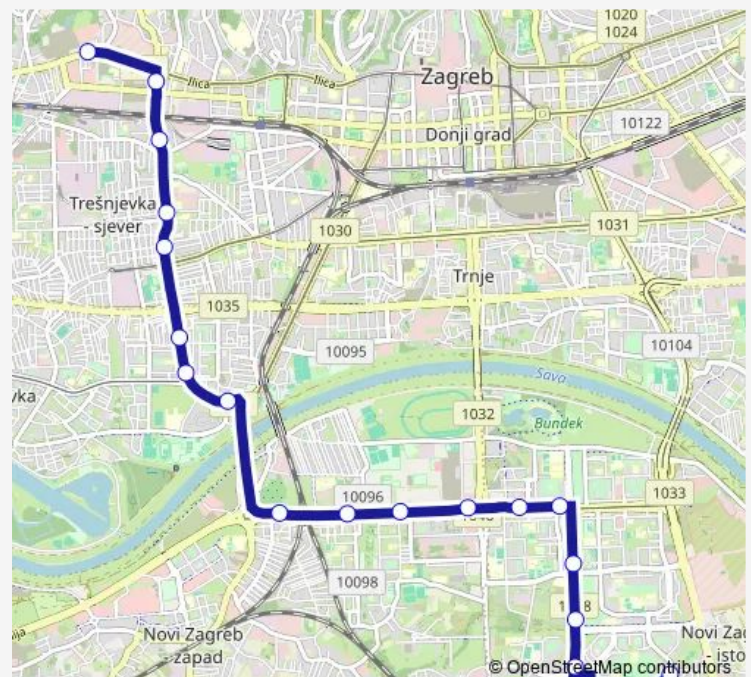 1020
1024
Ilica
Ilica
Zagreb
10122
Donji grad
Trešnjevka
- sjever
1030
1031
Trnje
1035
10095
10104
Sava
vka
1032
Bundek
10096
1033
10098
Novi Zagreb
- zapad
Novi Zag
- isto
ija
© OpenStreetMap contributors